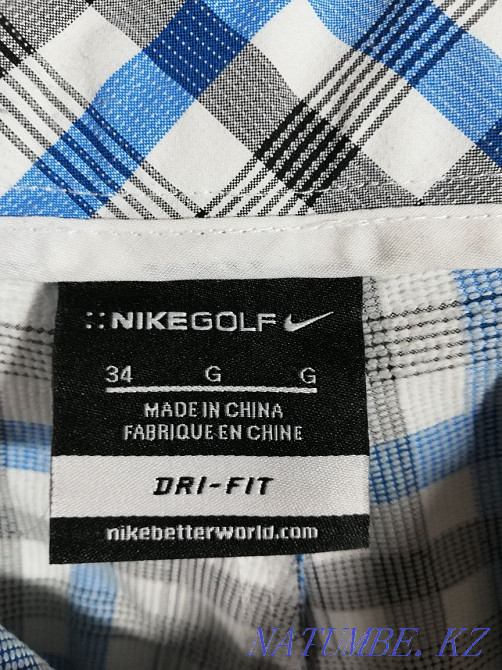 NIKEGOLF
34 G G
MADE IN CHINA
FABRIQUE EN CHINE
DRI-FIT
nikebetterworld.com
NATUMBE. KZ